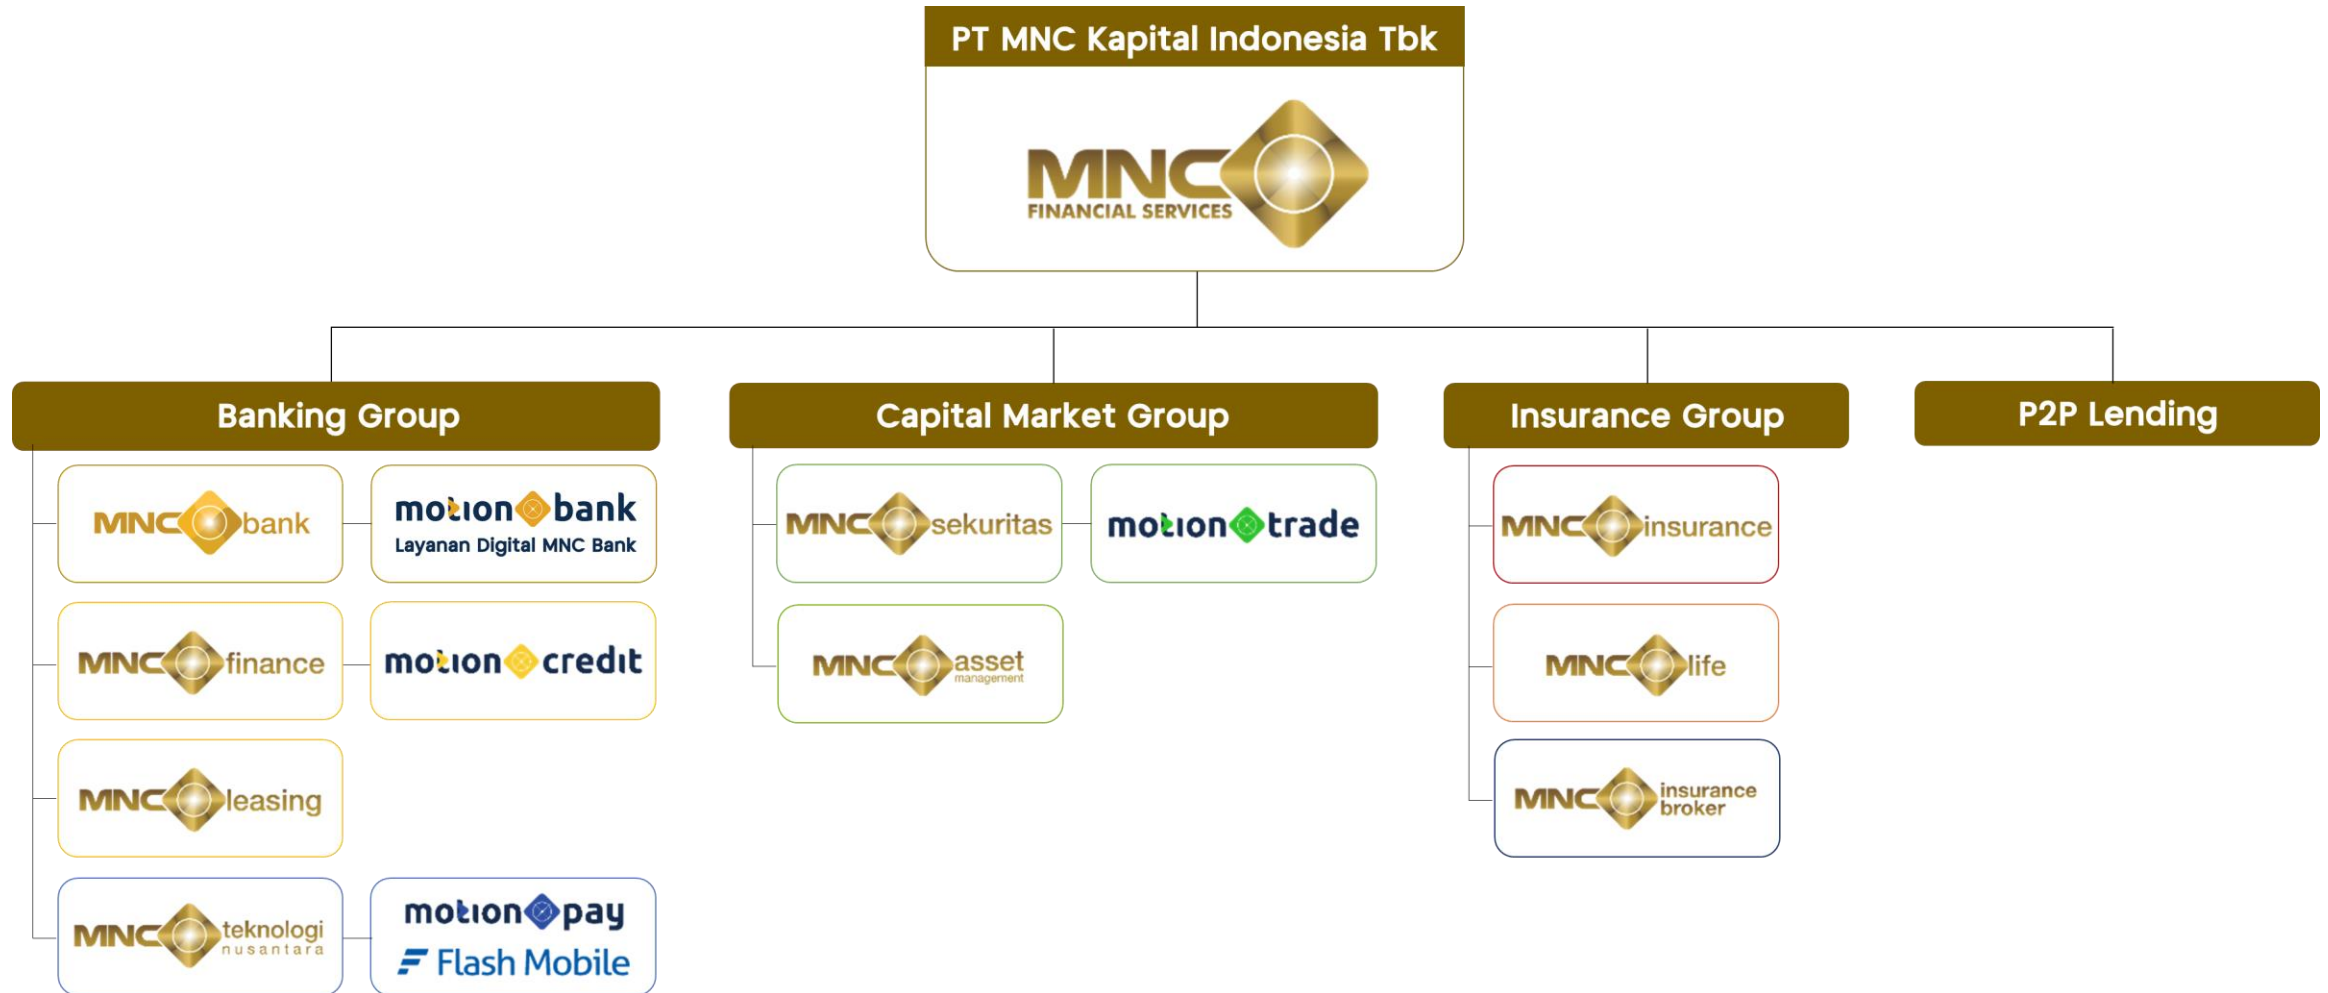 PT MNC Kapital Indonesia Tbk
MNC
FINANCIAL SERVICES
Banking Group
MNC bank
motion bank
Layanan Digital MNC Bank
MNC finance
motion credit
MNC leasing
MNC teknologi
nusantara
motion pay
Flash Mobile
Capital Market Group
MNC sekuritas
motion trade
MNC asset
management
Insurance Group
MNC insurance
MNC life
MNC insurance
broker
P2P Lending